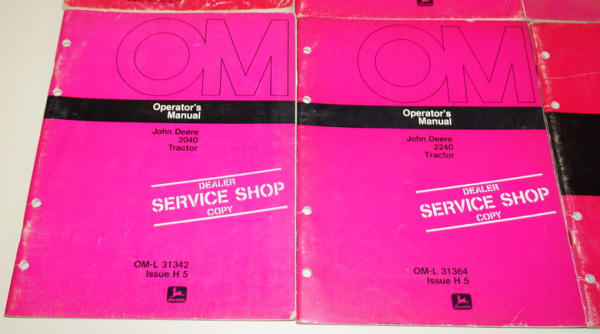 OM
Operator's
Manual
John Deere
2040
Tractor
DEALER
SERVICE SHOP
COPY
OM-L 31342
Issue H 5
OM
Operator's
Manual
John Deere
2240
Tractor
DEALER
SERVICE SHOP
COPY
OM-L 31364
Issue H 5